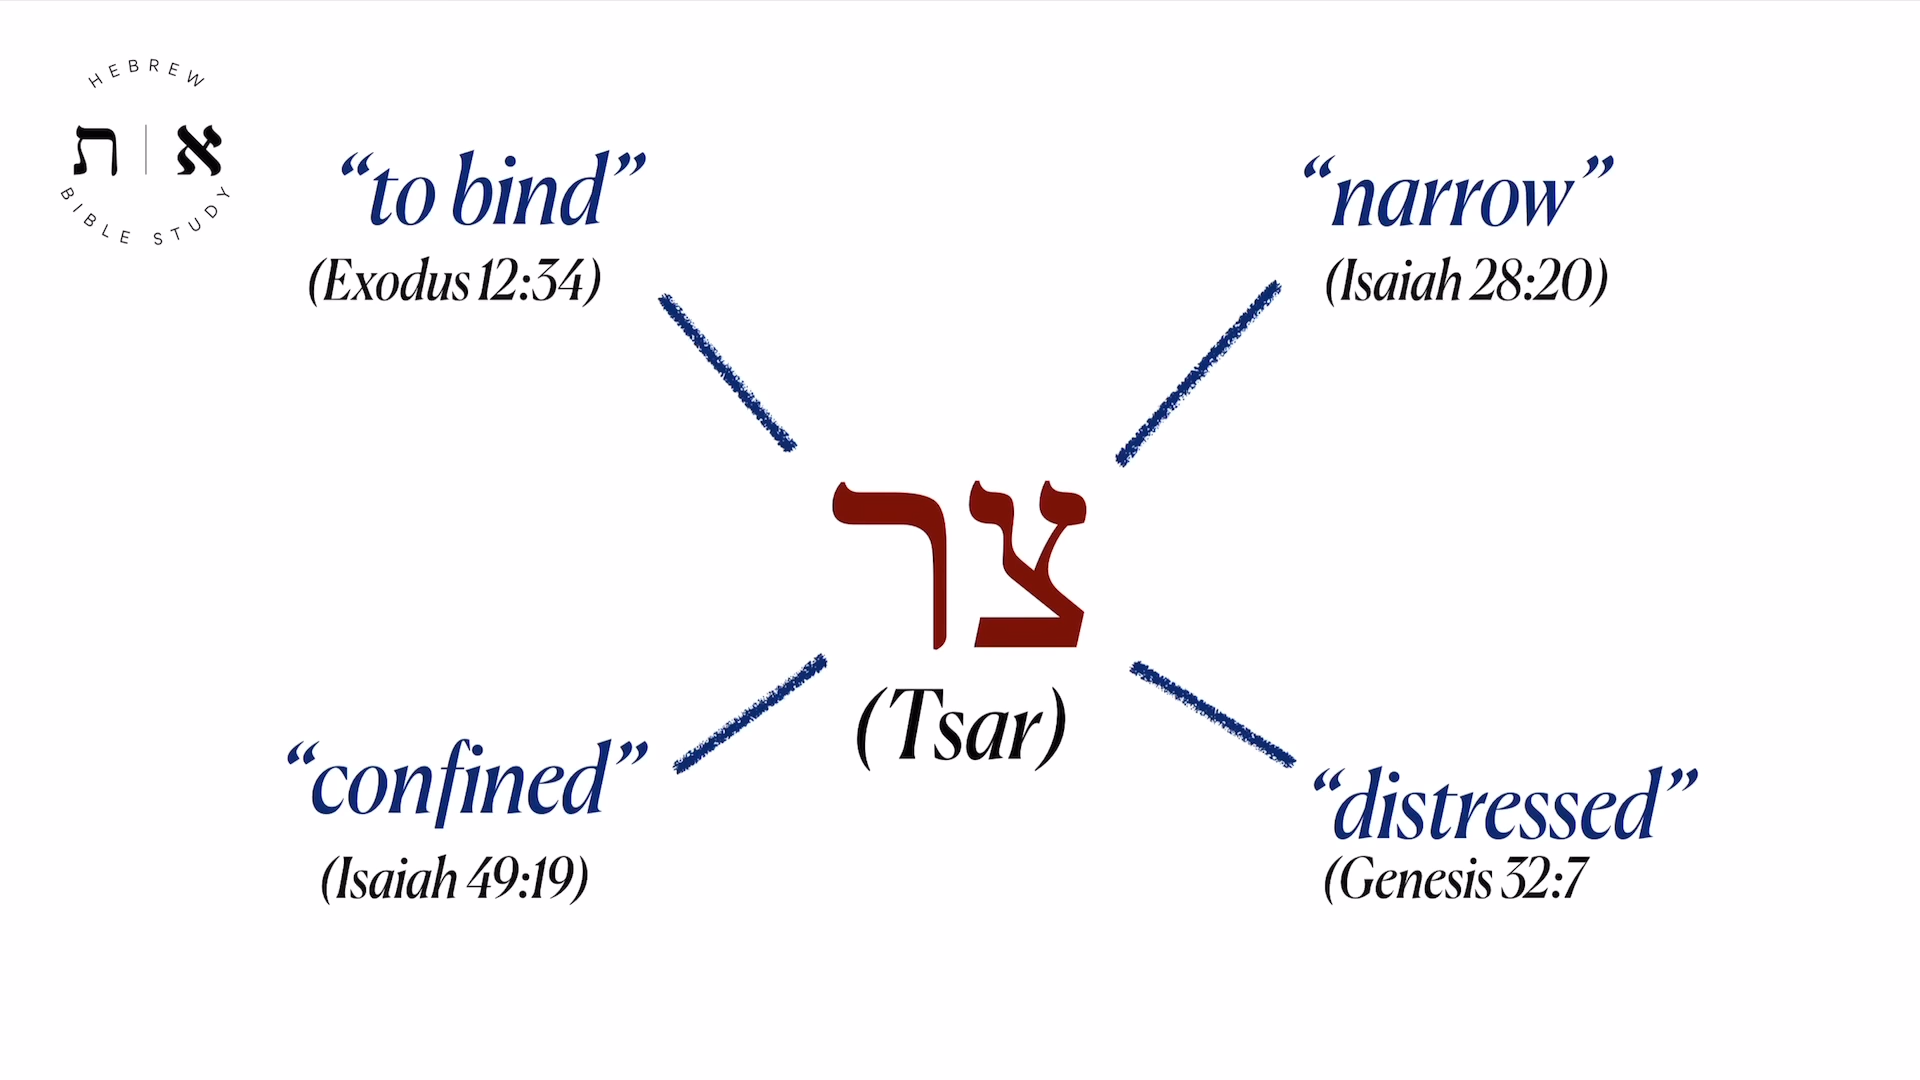 HEBREW
א|ת
BIBLE STUDY
“to bind”
(Exodus 12:34)
“narrow”
(Isaiah 28:20)
צר
(Tsar)
“confined”
(Isaiah 49:19)
“distressed”
(Genesis 32:7